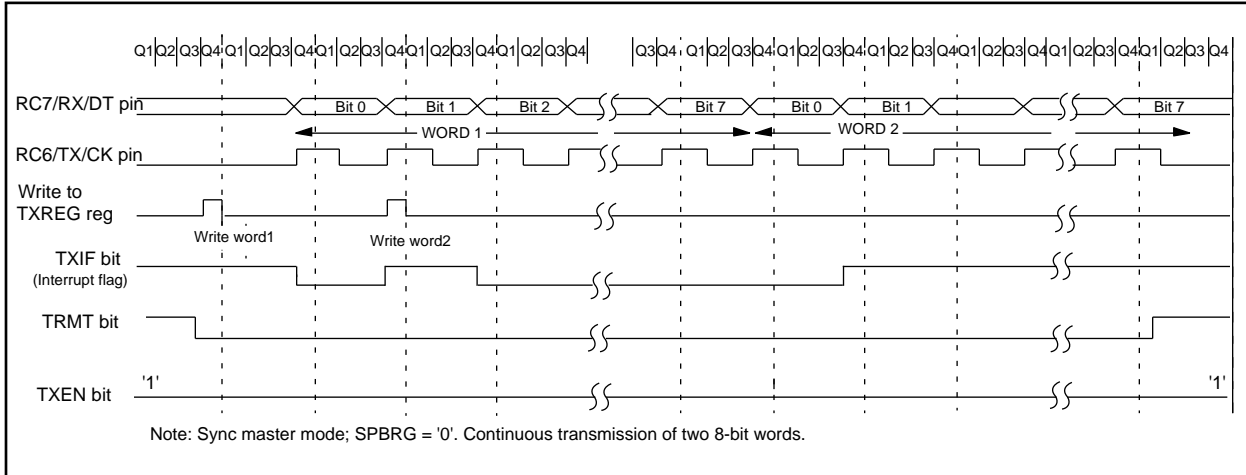 Q1 Q2 Q3 Q4 Q1 Q2 Q3 Q4 Q1 Q2 Q3 Q4 Q1 Q2 Q3 Q4 Q1 Q2 Q3 Q4 Q3 Q4 Q1 Q2 Q3 Q4 Q1 Q2 Q3 Q4 Q1 Q2 Q3 Q4 Q1 Q2 Q3 Q4 Q1 Q2 Q3 Q4 Q1 Q2 Q3 Q4
RC7/RX/DT pin Bit 0 Bit 1 Bit 2 Bit 7 Bit 0 Bit 1 Bit 7
WORD 1 WORD 2
RC6/TX/CK pin
Write to
TXREG reg
Write word1 Write word2
TXIF bit
(Interrupt flag)
TRMT bit
'1' '1'
TXEN bit
Note: Sync master mode; SPBRG = '0'. Continuous transmission of two 8-bit words.